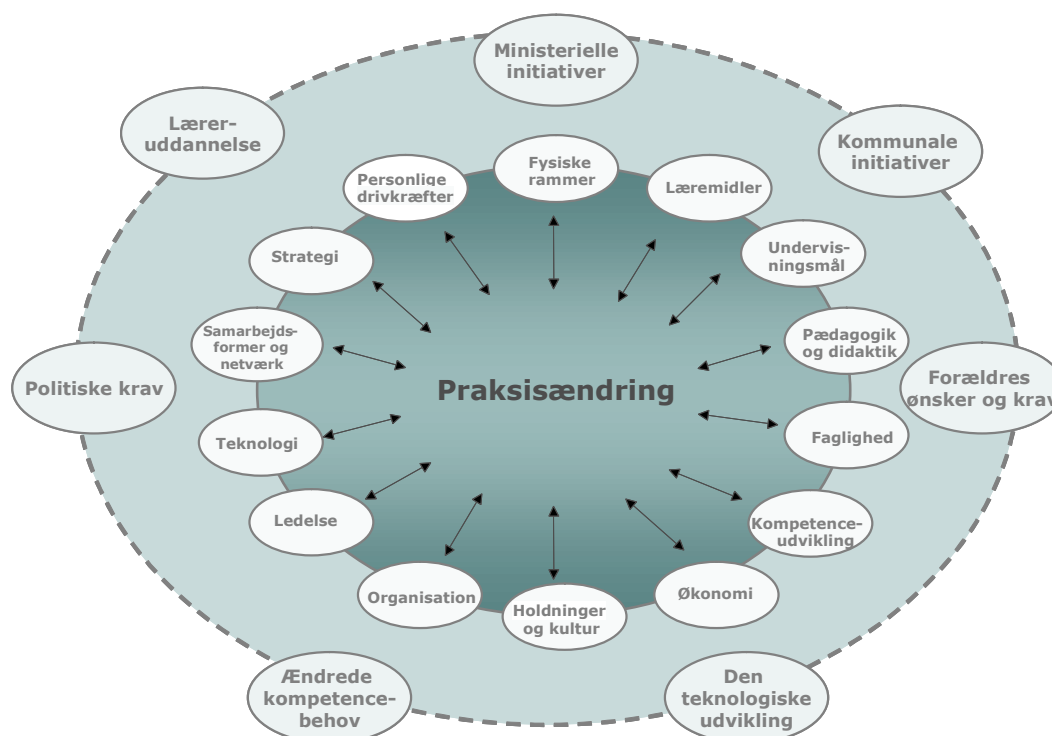 Ministerielle
initiativer
Lærer-
uddannelse
Kommunale
initiativer
Fysiske
rammer
Personlige
drivkræfter
Læremidler
Strategi
Undervis-
ningsmål
Samarbejds-
former og
netværk
Pædagogik
og didaktik
Politiske krav
Praksisændring
Forældres
ønsker og krav
Teknologi
Faglighed
Ledelse
Kompetence-
udvikling
Organisation
Holdninger
og kultur
Økonomi
Ændrede
kompetence-
behov
Den
teknologiske
udvikling